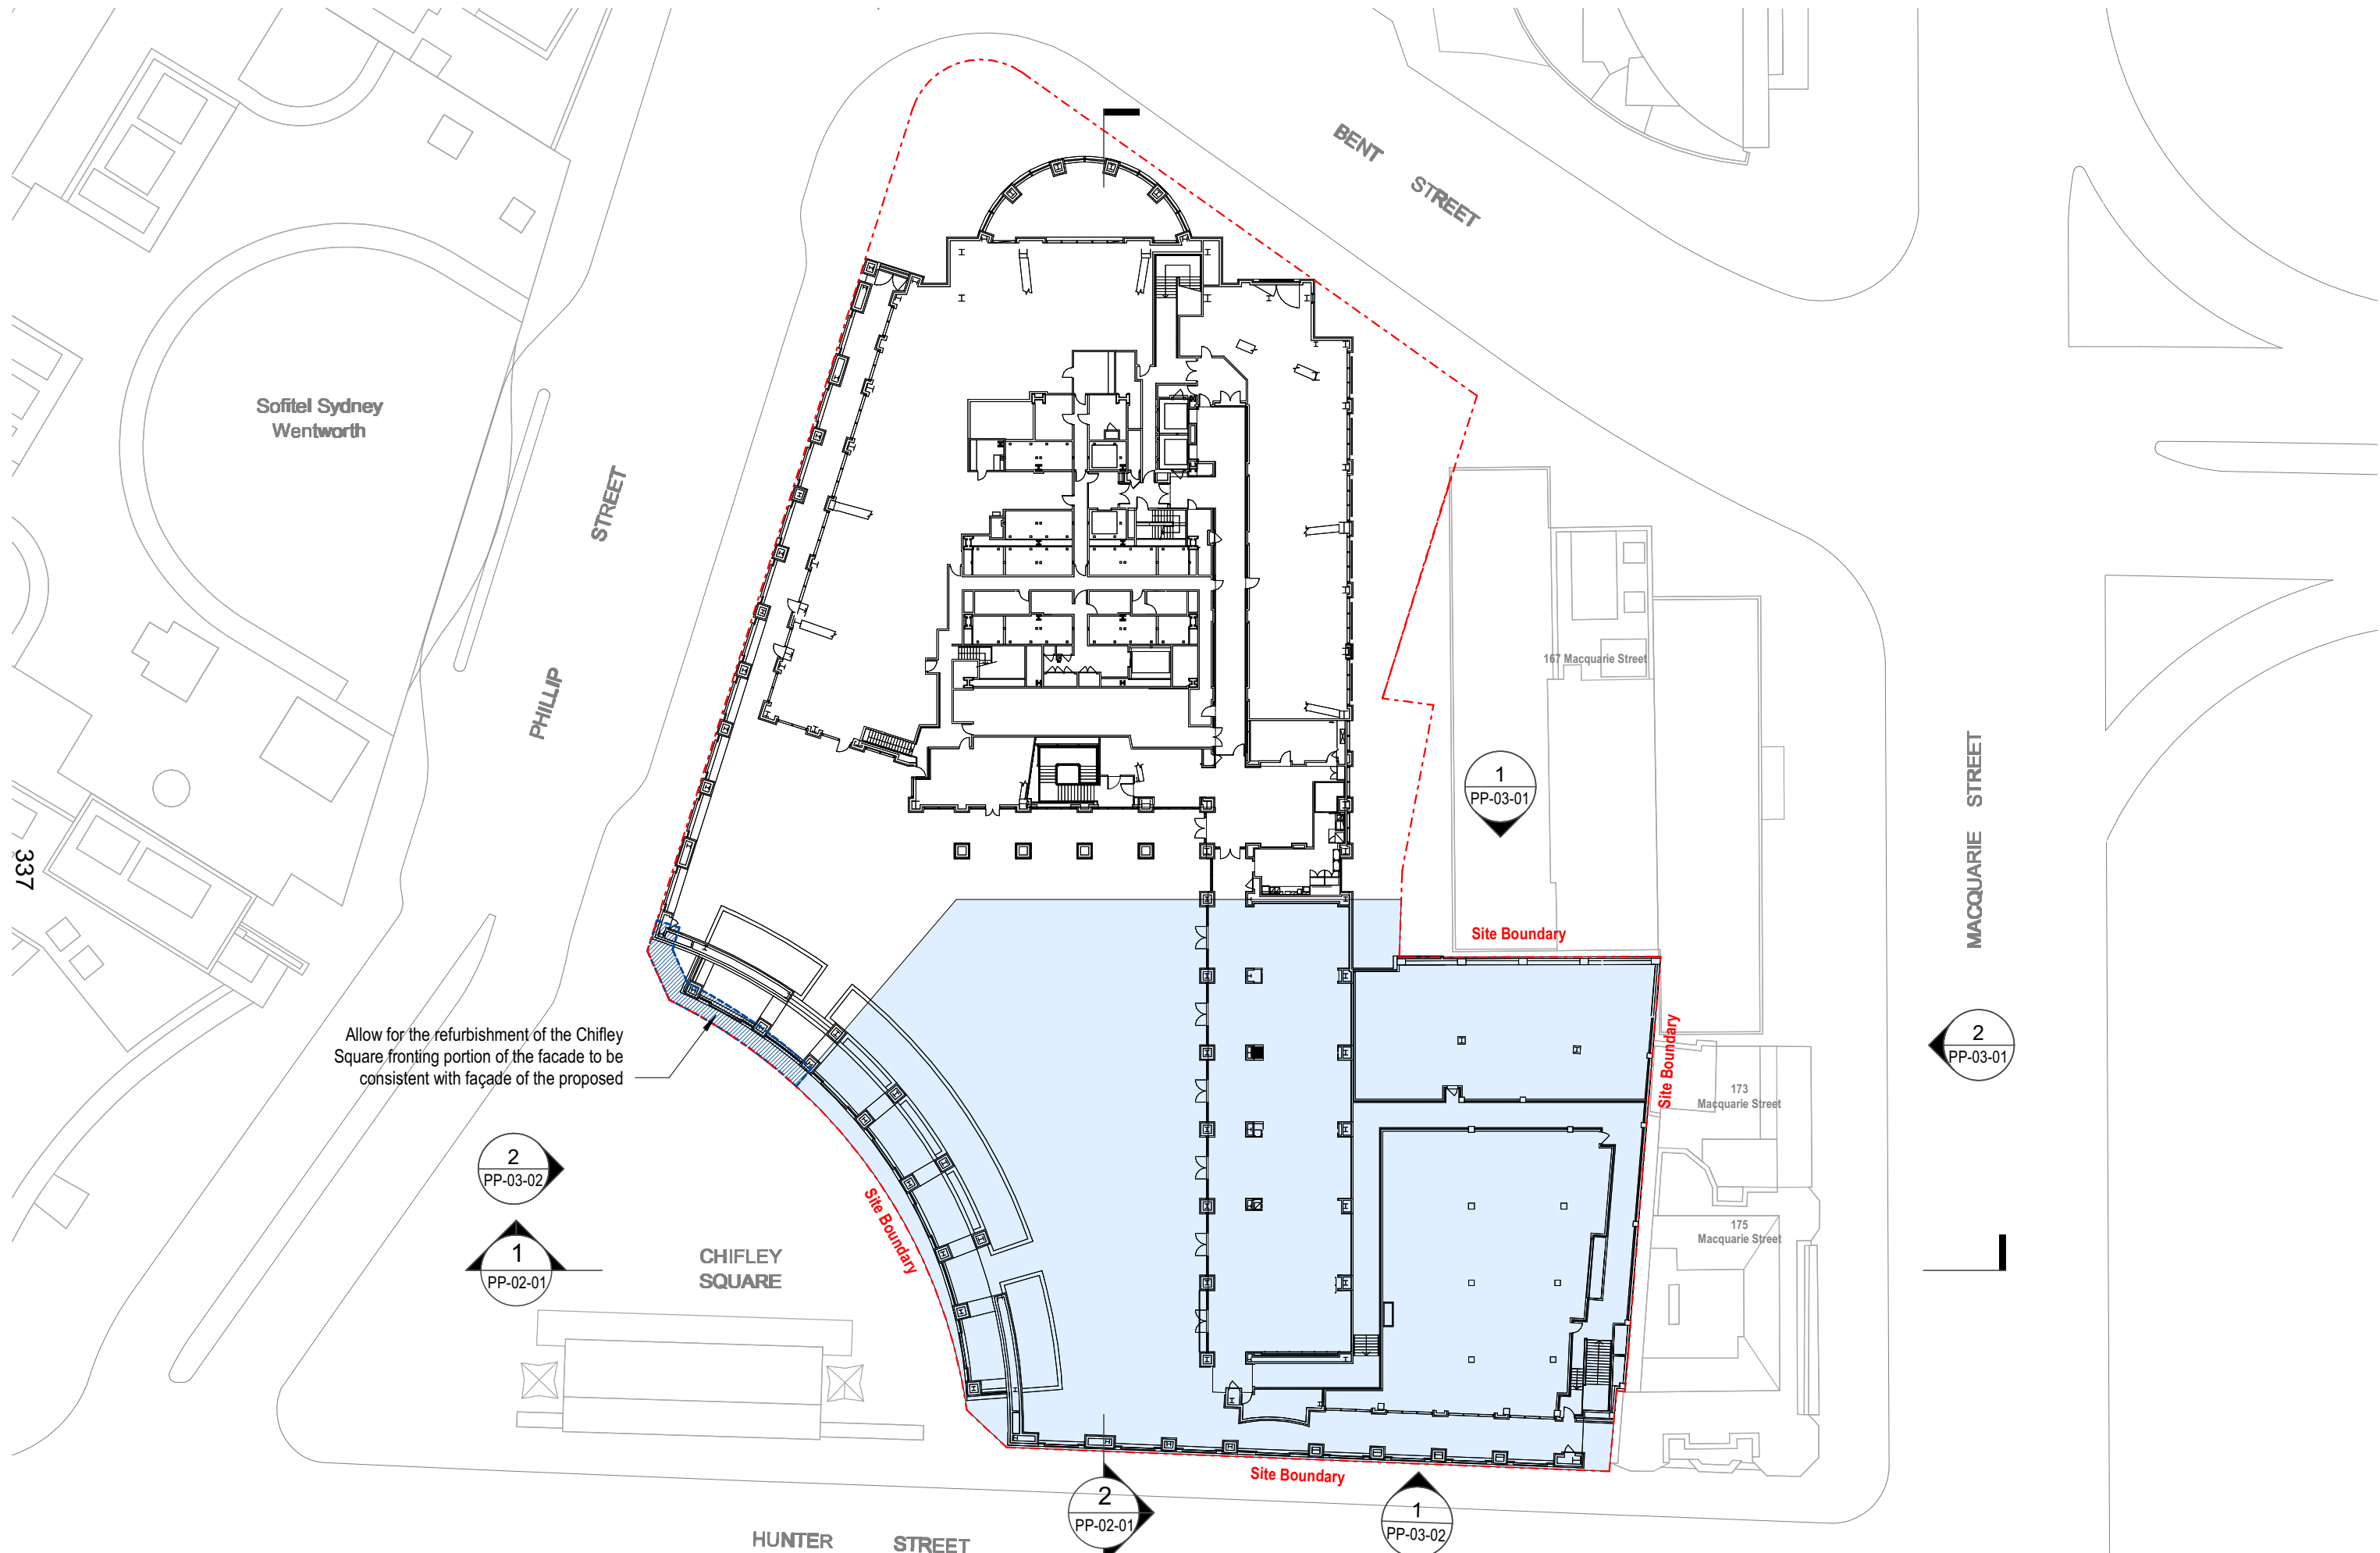 BENT
STREET
Sofitel Sydney
Wentworth
STREET
PHILLIP
167 Macquarie Street
1
PP-03-01
MACQUARIE STREET
337
Site Boundary
Allow for the refurbishment of the Chifley
Square fronting portion of the facade to be
consistent with façade of the proposed
Site Boundary
2
PP-03-01
173
Macquarie Street
2
PP-03-02
Site Boundary
175
Macquarie Street
1
PP-02-01
CHIFLEY
SQUARE
Site Boundary
2
PP-02-01
1
PP-03-02
HUNTER STREET